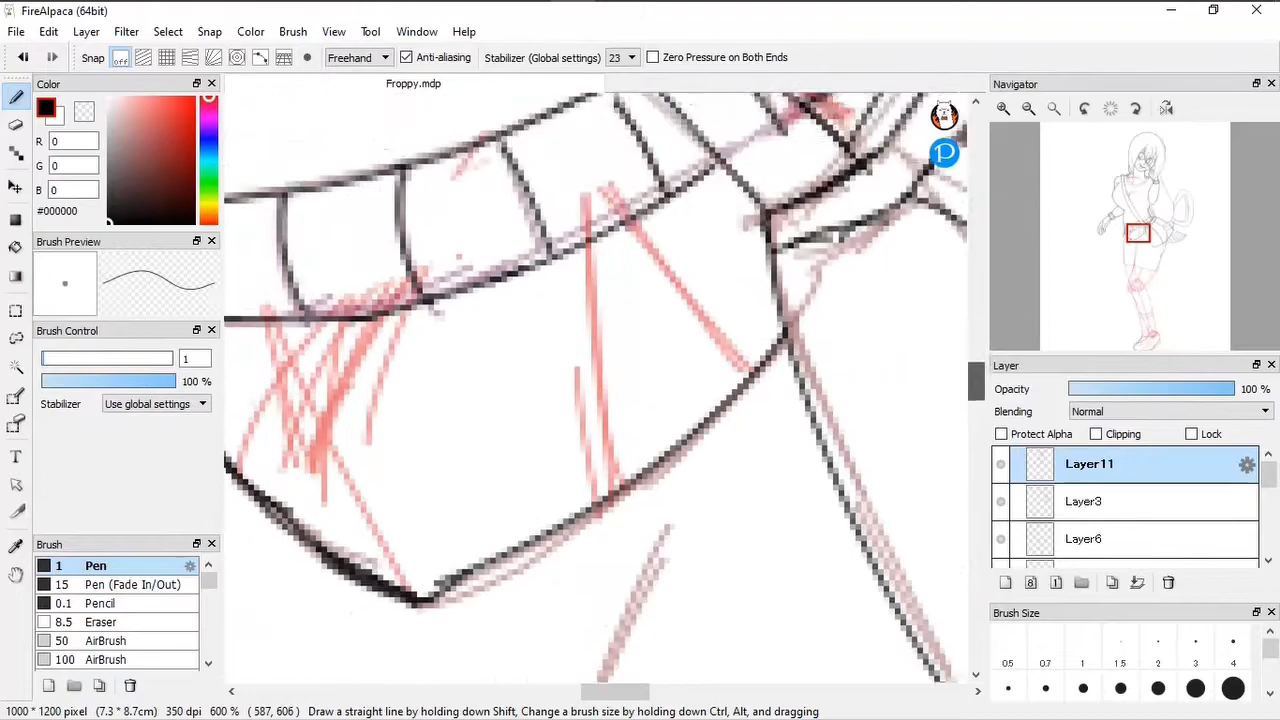 FireAlpaca (64bit)
File Edit Layer Filter Select Snap Color Brush View Tool Window Help
Snap off Freehand Anti-aliasing Stabilizer (Global settings) 23 Zero Pressure on Both Ends
Color
R 0
G 0
B 0
#000000
Brush Preview
Brush Control
1
100 %
Stabilizer Use global settings
Brush
1 Pen
15 Pen (Fade In/Out)
0.1 Pencil
8.5 Eraser
50 AirBrush
100 AirBrush
Froppy.mdp
P
Navigator
Layer
Opacity 100 %
Blending Normal
Protect Alpha Clipping Lock
Layer11
Layer3
Layer6
8 1
Brush Size
0.5 0.7 1 1.5 2 3 4
1000 * 1200 pixel (7.3 * 8.7cm) 350 dpi 600 % ( 587, 606 ) Draw a straight line by holding down Shift, Change a brush size by holding down Ctrl, Alt, and dragging